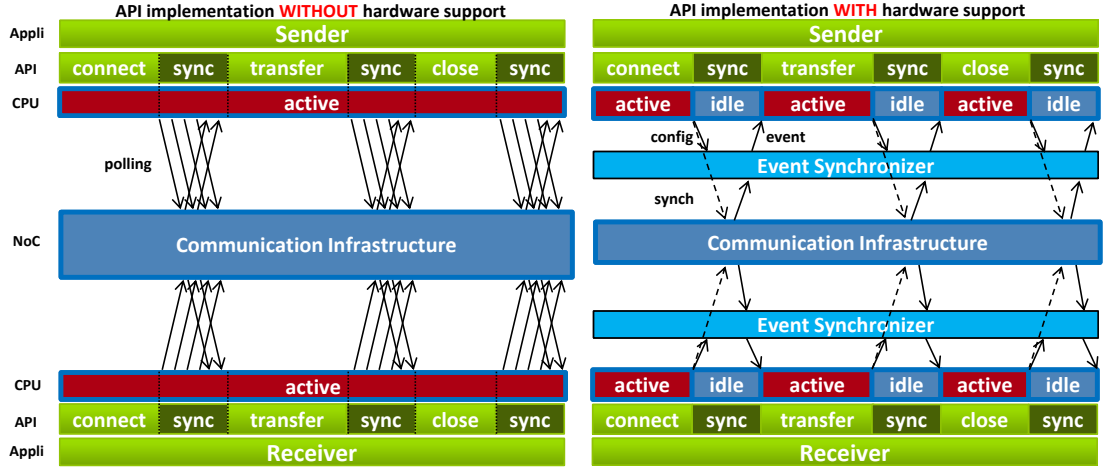 API implementation WITHOUT hardware support
Appli
Sender
API
connect
sync
transfer
sync
close
sync
CPU
active
polling
NoC
Communication Infrastructure
CPU
active
API
connect
sync
transfer
sync
close
sync
Appli
Receiver
API implementation WITH hardware support
Sender
connect
sync
transfer
sync
close
sync
active
idle
active
idle
active
idle
config
event
Event Synchronizer
synch
Communication Infrastructure
Event Synchronizer
active
idle
active
idle
active
idle
connect
sync
transfer
sync
close
sync
Receiver